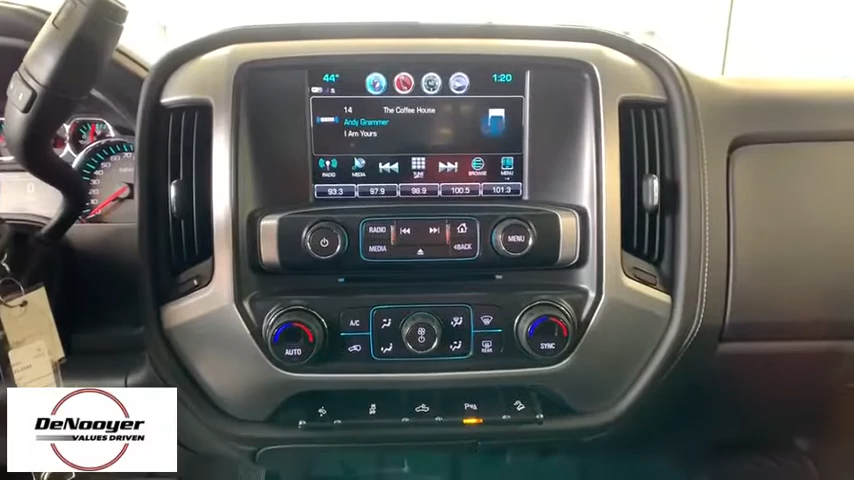 44° 1:20
14 The Coffee House
Andy Grammer
I Am Yours
RADIO MEDIA BROWSE MENU
93.3 97.9 98.9 100.5 101.3
RADIO
MEDIA BACK
MENU
A/C
AUTO SYNC
REAR
DeNooyer
VALUES DRIVEN